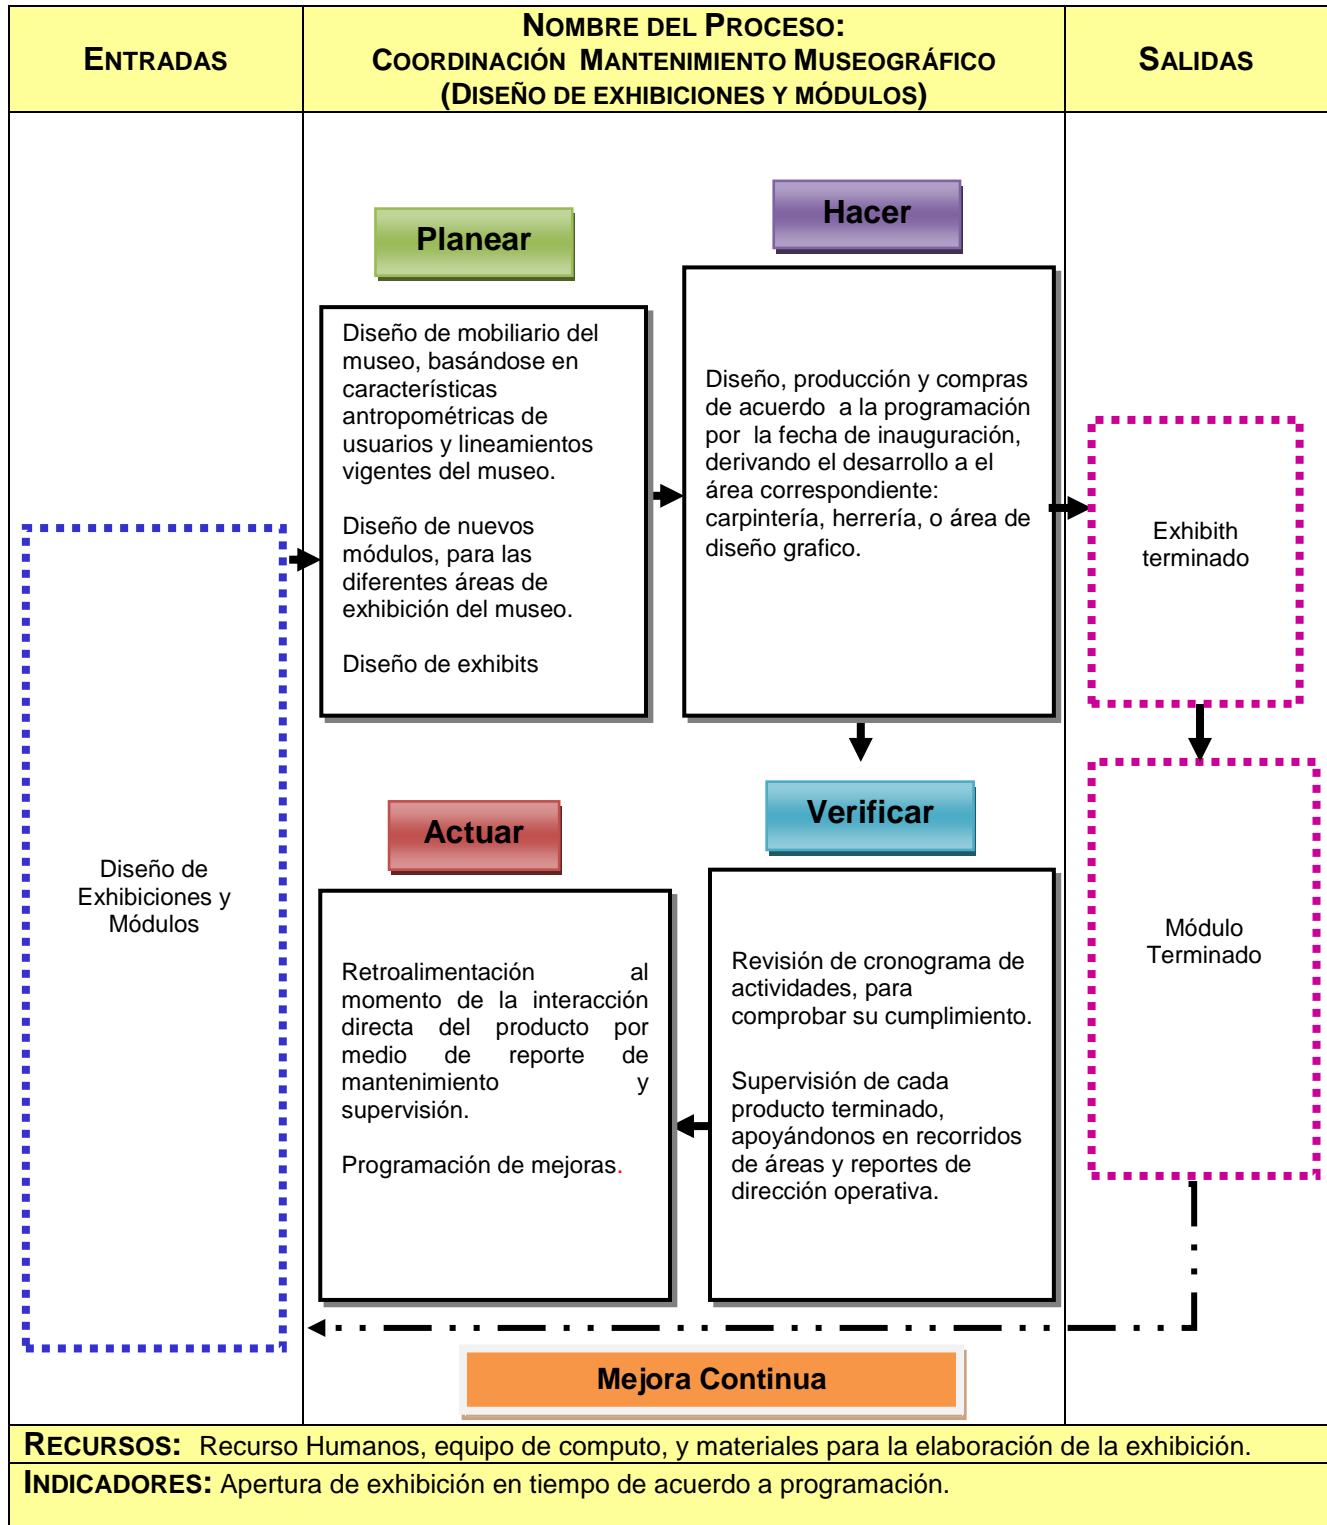 ENTRADAS
NOMBRE DEL PROCESO:
COORDINACIÓN MANTENIMIENTO MUSEOGRÁFICO
(DISEÑO DE EXHIBICIONES Y MÓDULOS)
SALIDAS
Planear
Diseño de mobiliario del
museo, basándose en
característícas
antropométricas de
usuarios y lineamientos
vigentes del museo.
Diseño de nuevos
módulos, para las
diferentes áreas de
exhibición del museo.
Diseño de exhibits
Hacer
Diseño, producción y compras
de acuerdo a la programación
por la fecha de inauguración,
derivando el desarrollo a el
área correspondiente:
carpintería, herrería, o área de
diseño grafico.
Verificar
Revisión de cronograma de
actividades, para
comprobar su cumplimiento.
Supervisión de cada
producto terminado,
apoyándonos en recorridos
de áreas y reportes de
dirección operativa.
Actuar
Retroalimentación al
momento de la interacción
directa del producto por
medio de reporte de
mantenimiento y
supervisión.
Programación de mejoras.
Diseño de
Exhibiciones y
Módulos
Exhibith
terminado
Módulo
Terminado
Mejora Continua
RECURSOS: Recurso Humanos, equipo de computo, y materiales para la elaboración de la exhibición.
INDICADORES: Apertura de exhibición en tiempo de acuerdo a programación.